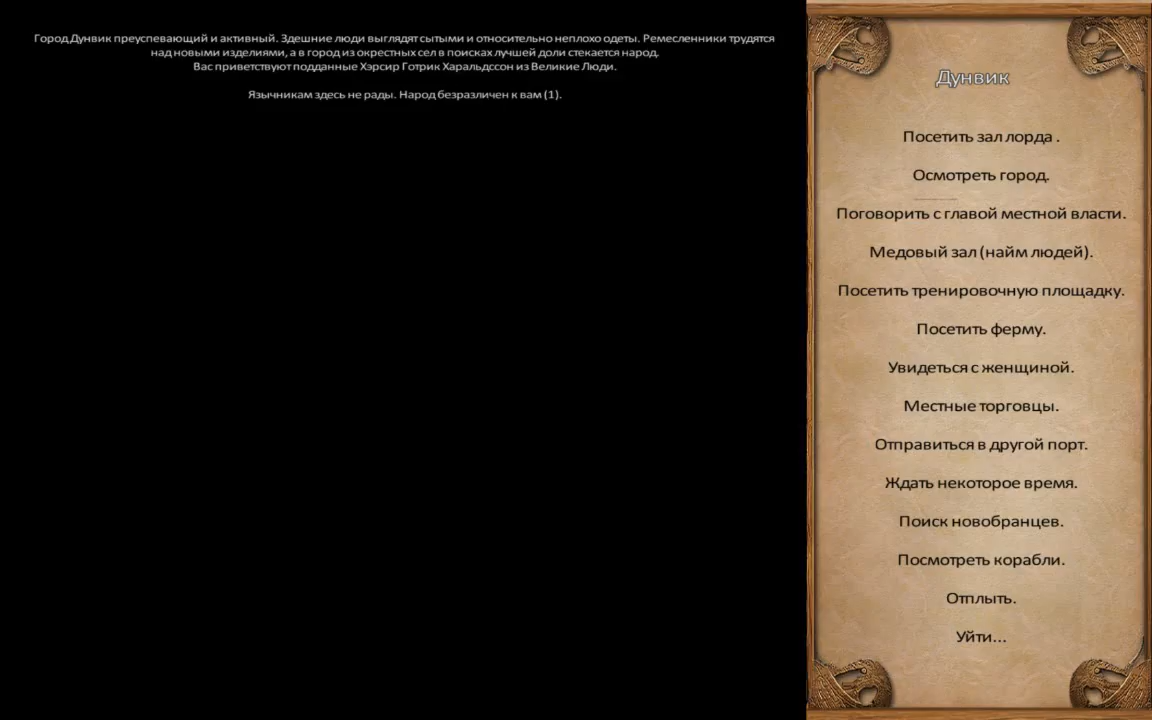 Город Дунвик преуспевающий и активный. Здешние люди выглядят сытыми и относительно неплохо одеты. Ремесленники трудятся
над новыми изделиями, а в город из окрестных сел в поисках лучшей доли стекается народ.
Вас приветствуют подданные Хэрсир Готрик Харальдссон из Великие Люди.
Язычникам здесь не рады. Народ безразличен к вам (1).
Дунвик
Посетить зал лорда .
Осмотреть город.
Поговорить с главой местной власти.
Медовый зал (найм людей).
Посетить тренировочную площадку.
Посетить ферму.
Увидеться с женщиной.
Местные торговцы.
Отправиться в другой порт.
Ждать некоторое время.
Поиск новобранцев.
Посмотреть корабли.
Отплыть.
Уйти...